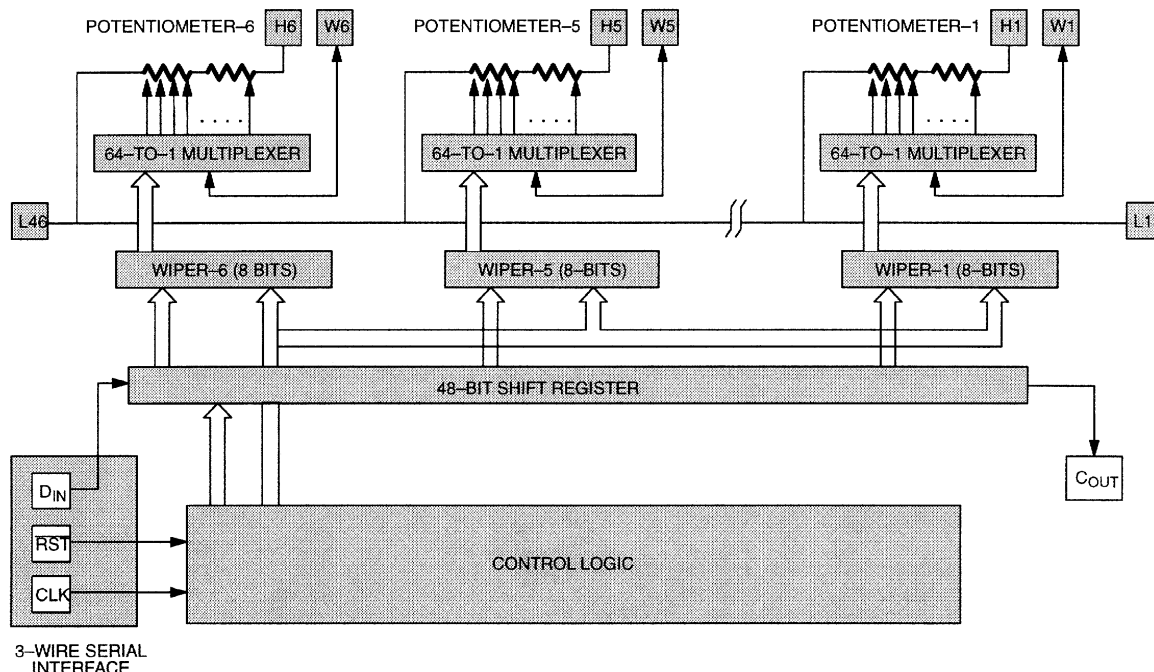 POTENTIOMETER–6 H6 W6 POTENTIOMETER–5 H5 W5 POTENTIOMETER–1 H1 W1
64–TO–1 MULTIPLEXER 64–TO–1 MULTIPLEXER 64–TO–1 MULTIPLEXER
L46 L1
WIPER–6 (8 BITS) WIPER–5 (8–BITS) WIPER–1 (8–BITS)
48–BIT SHIFT REGISTER
DIN COUT
RST
CONTROL LOGIC
CLK
3–WIRE SERIAL
INTERFACE